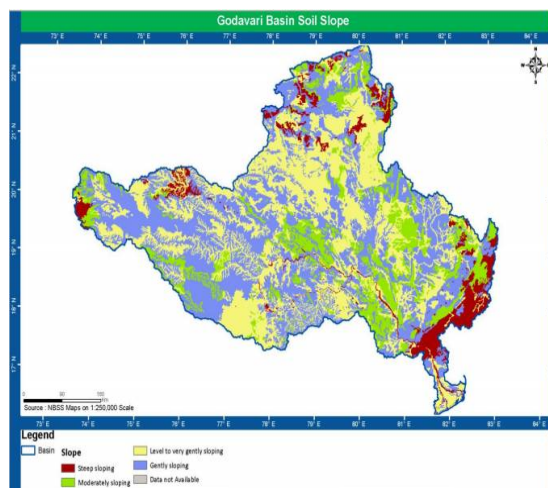 Godavari Basin Soil Slope
73° E 74° E 75° E 76° E 77° E 78° E 79° E 80° E 81° E 82° E 83° E 84° E
22° N
21° N
20° N
19° N
18° N
17° N
Source : NBSS Maps on 1:250,000 Scale
73° E 74° E 75° E 76° E 77° E 78° E 79° E 80° E 81° E 82° E 83° E 84° E
Legend
Basin
Slope
Steep sloping
Moderately sloping
Level to very gently sloping
Gently sloping
Data not Available